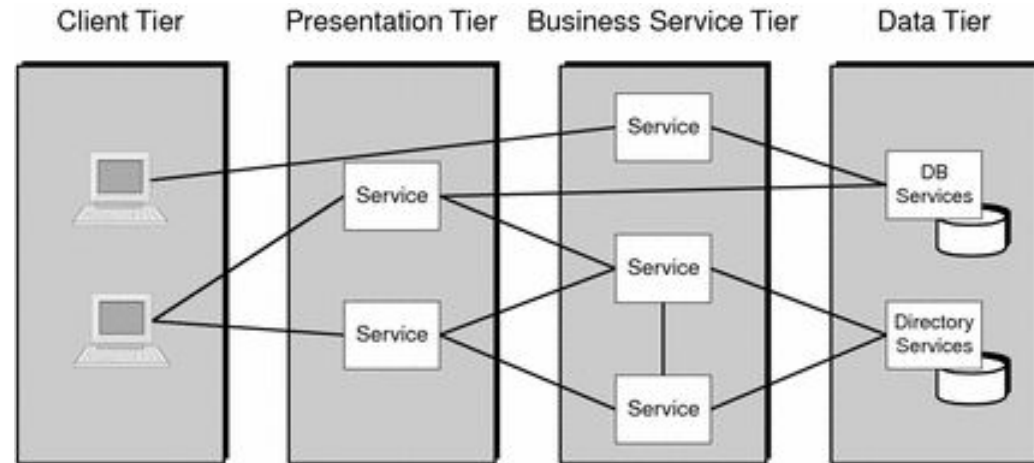 Client Tier
Presentation Tier
Business Service Tier
Data Tier
Service
Service
Service
Service
Service
DB
Services
Directory
Services